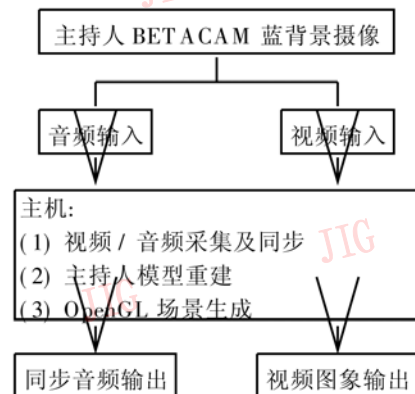 主持人 BETACAM 蓝背景摄像
音频输入 视频输入
主机:
(1) 视频 / 音频采集及同步
(2) 主持人模型重建
(3) OpenGL 场景生成
同步音频输出 视频图象输出
JIG
JIG